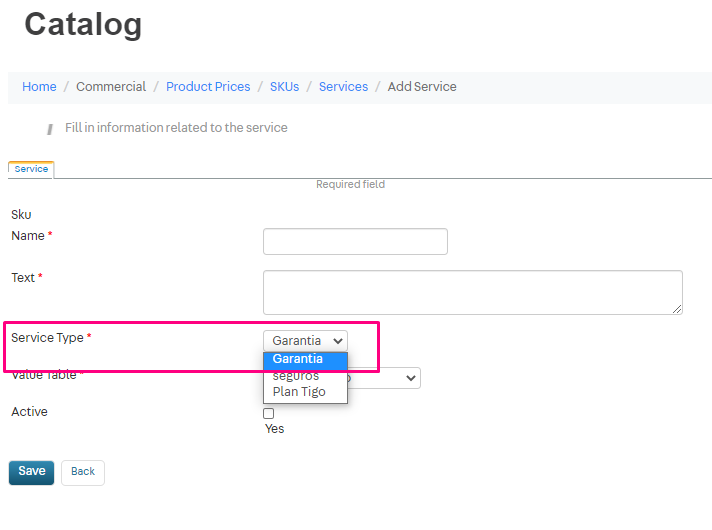 Catalog
Home / Commercial / Product Prices / SKUs / Services / Add Service
Fill in information related to the service
Service
Required field
Sku
Name *
Text *
Service Type * Garantia
Garantia
Value Table * seguros
Plan Tigo
Active
Yes
Save Back